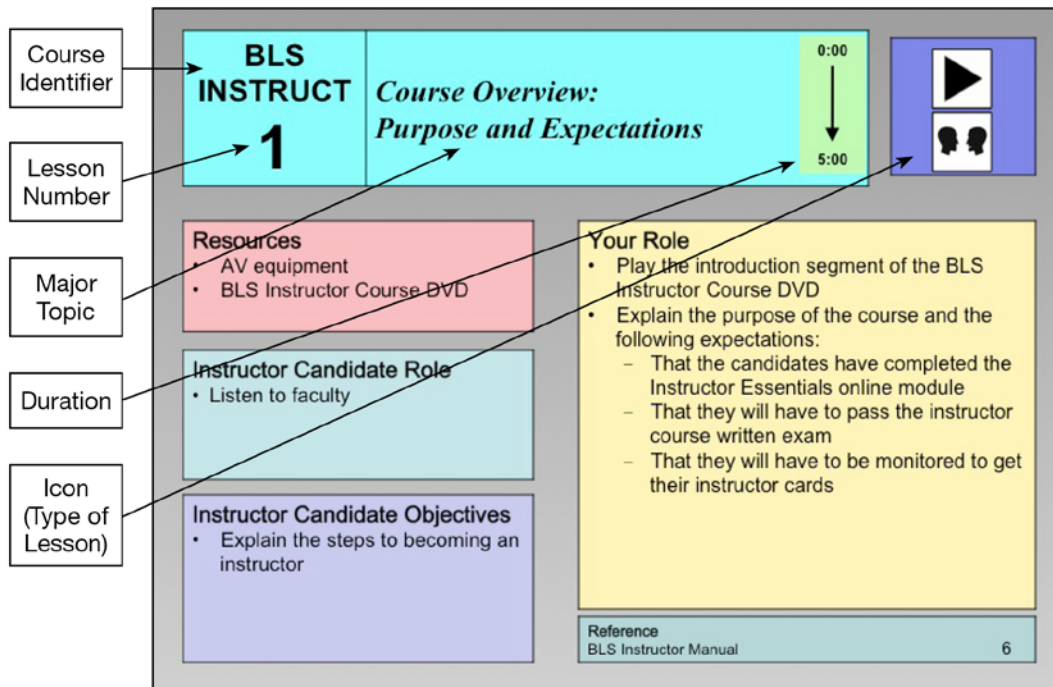 Course
Identifier
Lesson
Number
Major
Topic
Duration
Icon
(Type of
Lesson)
BLS
INSTRUCT
1
Course Overview:
Purpose and Expectations
0:00
5:00
Resources
• AV equipment
• BLS Instructor Course DVD
Instructor Candidate Role
• Listen to faculty
Instructor Candidate Objectives
• Explain the steps to becoming an
instructor
Your Role
• Play the introduction segment of the BLS
Instructor Course DVD
• Explain the purpose of the course and the
following expectations:
– That the candidates have completed the
Instructor Essentials online module
– That they will have to pass the instructor
course written exam
– That they will have to be monitored to get
their instructor cards
Reference
BLS Instructor Manual 6